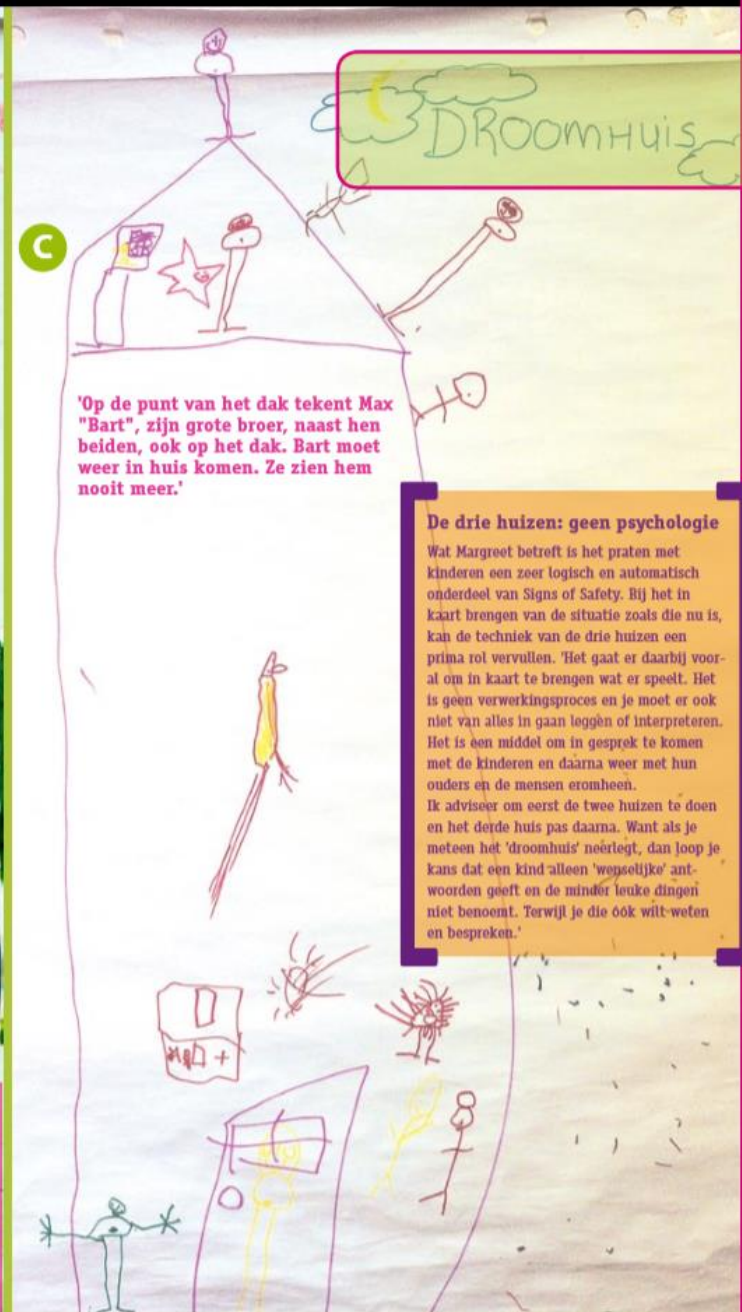 DROOMHUIS
C
'Op de punt van het dak tekent Max
"Bart", zijn grote broer, naast hen
beiden, ook op het dak. Bart moet
weer in huis komen. Ze zien hem
nooit meer.'
De drie huizen: geen psychologie
Wat Margreet betreft is het praten met
kinderen een zeer logisch en automatisch
onderdeel van Signs of Safety. Bij het in
kaart brengen van de situatie zoals die nu is,
kan de techniek van de drie huizen een
prima rol vervullen. 'Het gaat er daarbij voor-
al om in kaart te brengen wat er speelt. Het
is geen verwerkingsproces en je moet er ook
niet van alles in gaan leggen of interpreteren.
Het is een middel om in gesprek te komen
met de kinderen en daarna weer met hun
ouders en de mensen eromheen.
Ik adviseer om eerst de twee huizen te doen
en het derde huis pas daarna. Want als je
meteen het 'droomhuis' neerlegt, dan loop je
kans dat een kind alleen 'wenselijke' ant-
woorden geeft en de minder leuke dingen
niet benoemt. Terwijl je die óók wilt weten
en bespreken.'